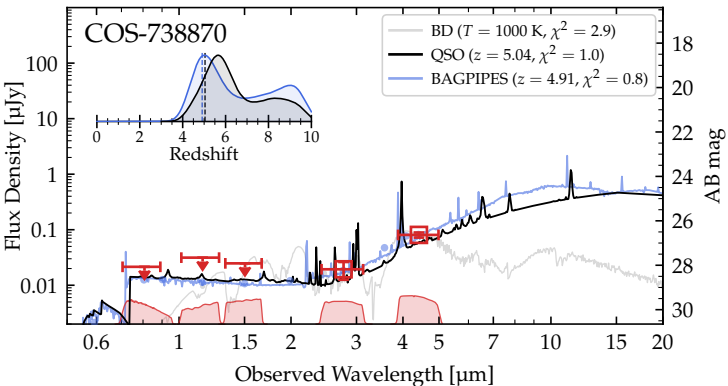 COS-738870
BD (T = 1000 K, χ² = 2.9)
QSO (z = 5.04, χ² = 1.0)
BAGPIPES (z = 4.91, χ² = 0.8)
0 2 4 6 8 10
Redshift
100
10
1
0.1
0.01
Flux Density [μJy]
18
20
22
24
26
28
30
AB mag
0.6 1 1.5 2 3 4 5 7 10 15 20
Observed Wavelength [μm]